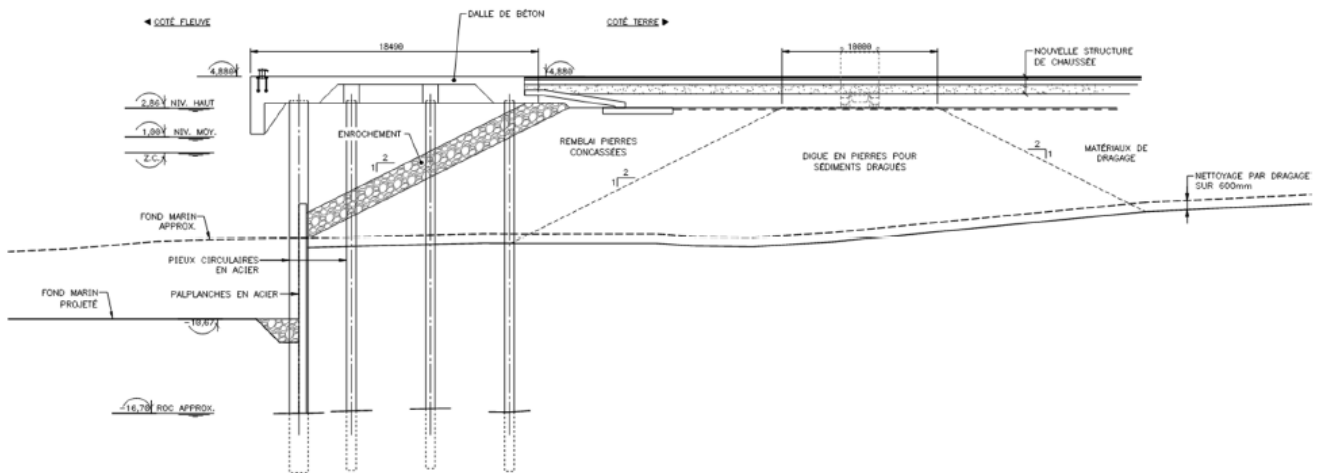 CÔTÉ FLEUVE
CÔTÉ TERRE
DALLE DE BÉTON
18490
10000
NOUVELLE STRUCTURE
DE CHAUSSÉE
4,880
4,880
2,86 NIV. HAUT
1,00 NIV. MOY.
Z.C.
ENROCHEMENT
2
1
REMBLAI PIERRES
CONCASSÉES
2
1
DIGUE EN PIERRES POUR
SÉDIMENTS DRAGUÉS
2
1
MATÉRIAUX DE
DRAGAGE
NETTOYAGE PAR DRAGAGE
SUR 600mm
FOND MARIN
APPROX.
PIEUX CIRCULAIRES
EN ACIER
PALPLANCHES EN ACIER
FOND MARIN
PROJETÉ
-10,67
-16,70 ROC APPROX.